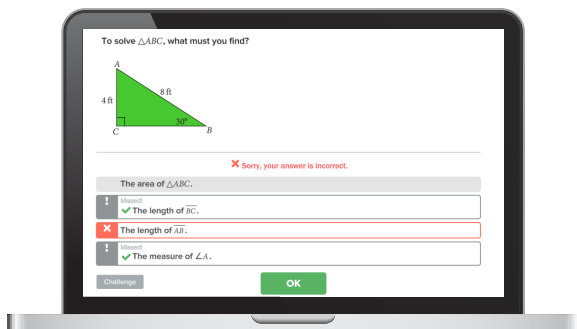 To solve △ABC, what must you find?
A
8 ft
4 ft
30°
C
B
Sorry, your answer is incorrect.
The area of △ABC.
!
Missed!
The length of BC.
The length of AB.
!
Missed!
The measure of ∠A.
Challenge
OK